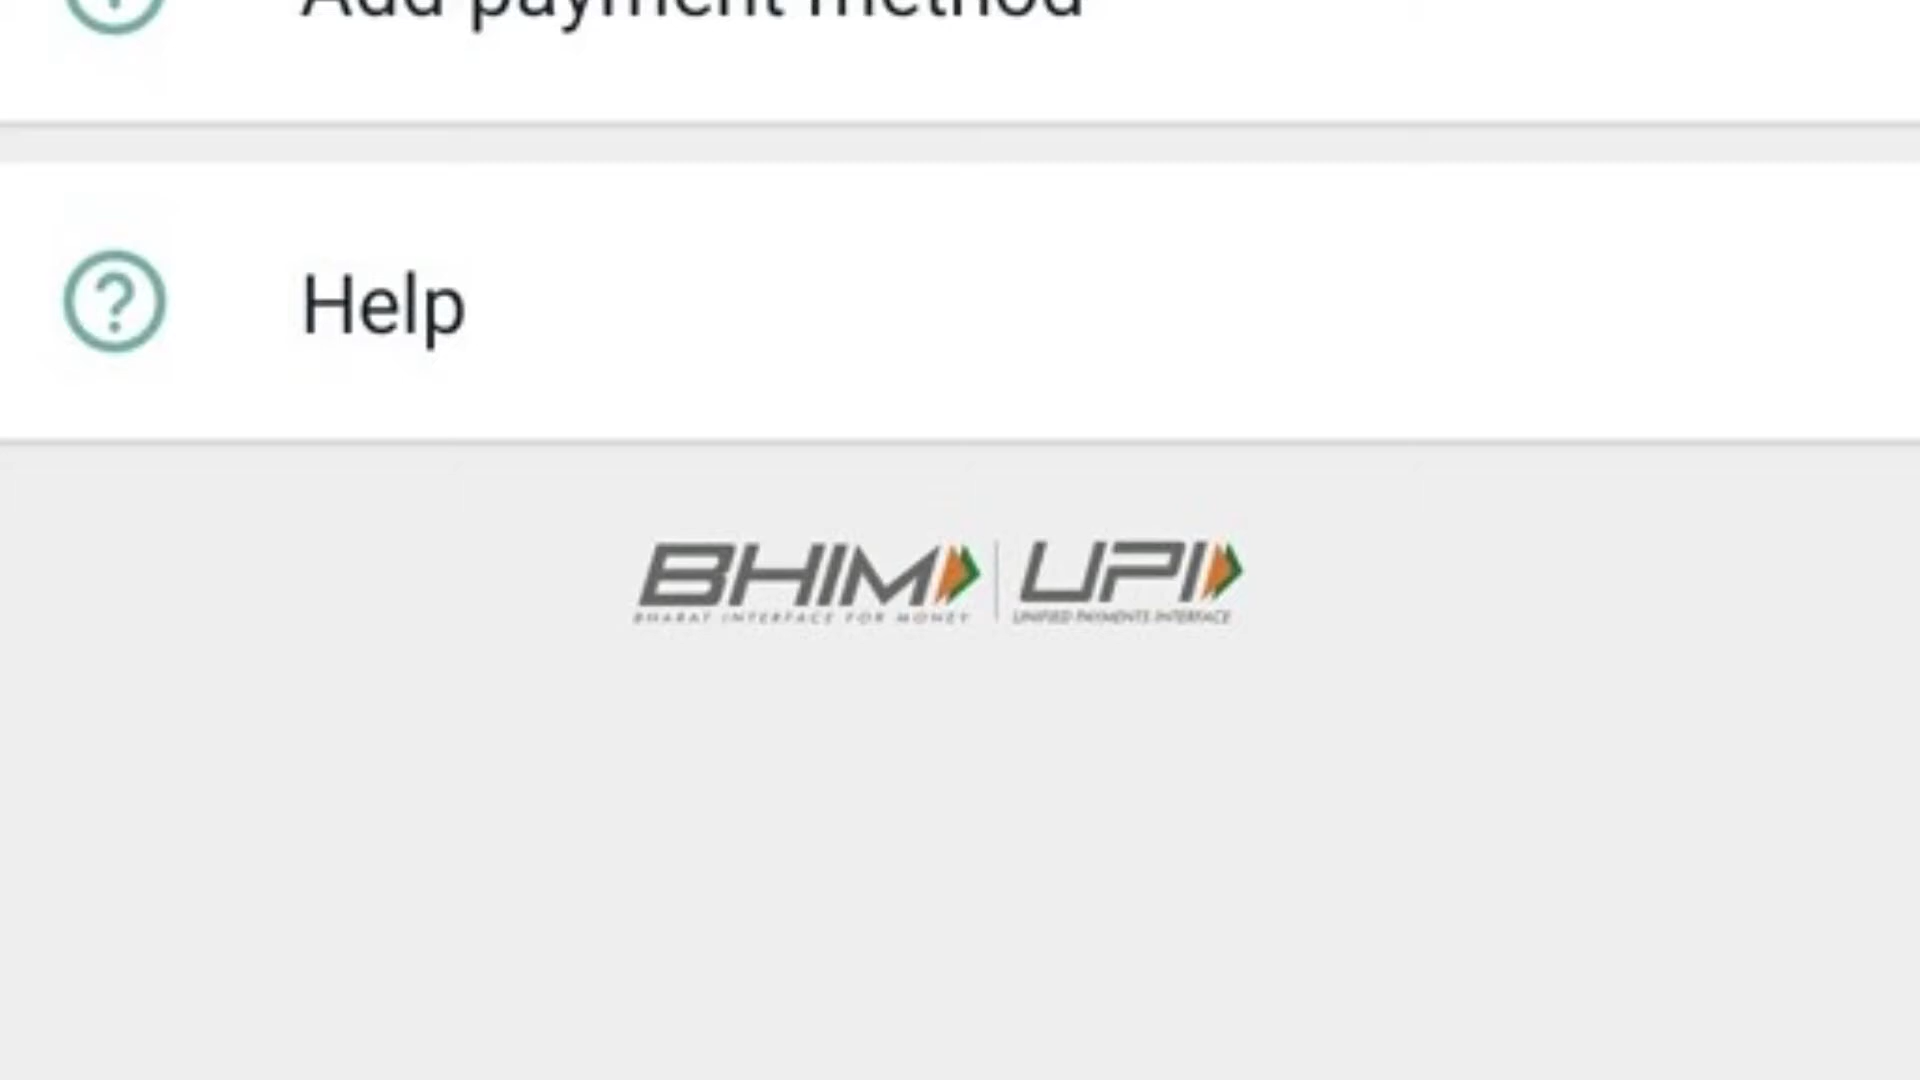 Add payment method
Help
BHIM UPI
BHARAT INTERFACE FOR MONEY UNIFIED PAYMENTS INTERFACE